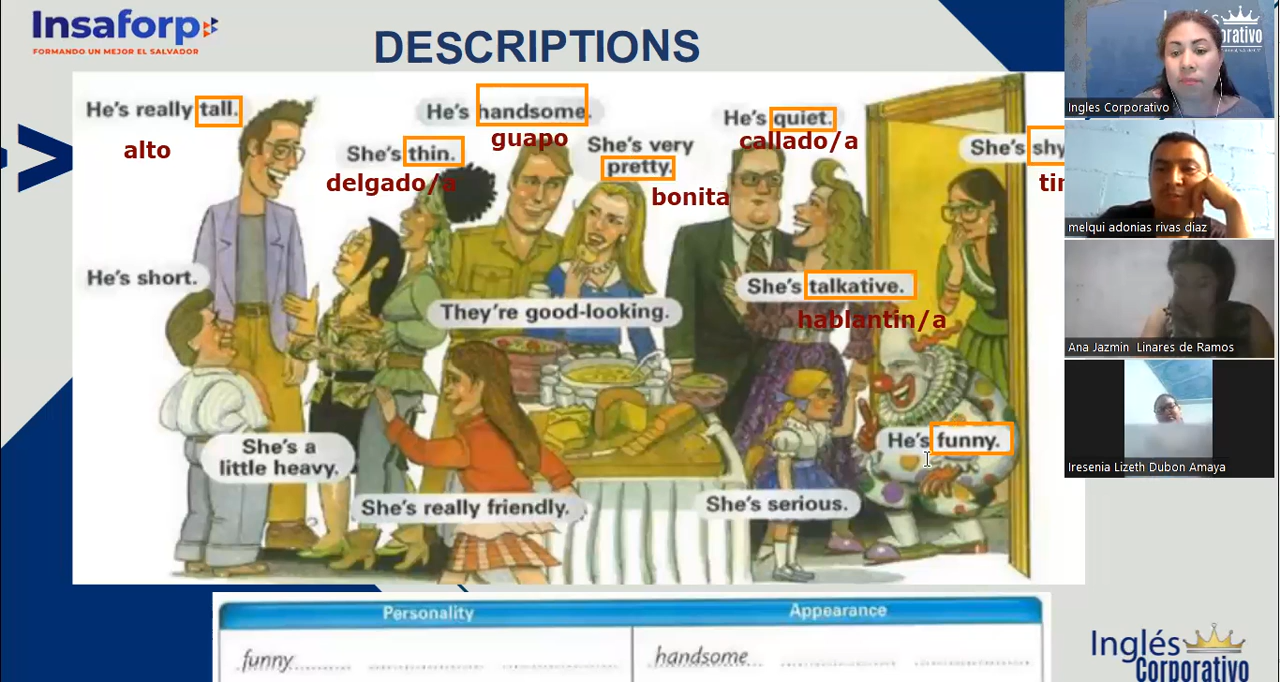 Insaforp
FORMANDO UN MEJOR EL SALVADOR
DESCRIPTIONS
He's really tall.
alto
He's handsome.
guapo
She's thin.
delgado/a
She's very
pretty.
bonita
He's quiet.
callado/a
She's shy
He's short.
They're good-looking.
She's talkative.
hablantin/a
She's a
little heavy.
He's funny.
She's really friendly.
She's serious.
Personality
Appearance
funny
handsome
Inglés
Corporativo
Ingles Corporativo
melqui adonias rivas diaz
Ana Jazmin Linares de Ramos
Iresenia Lizeth Dubon Amaya